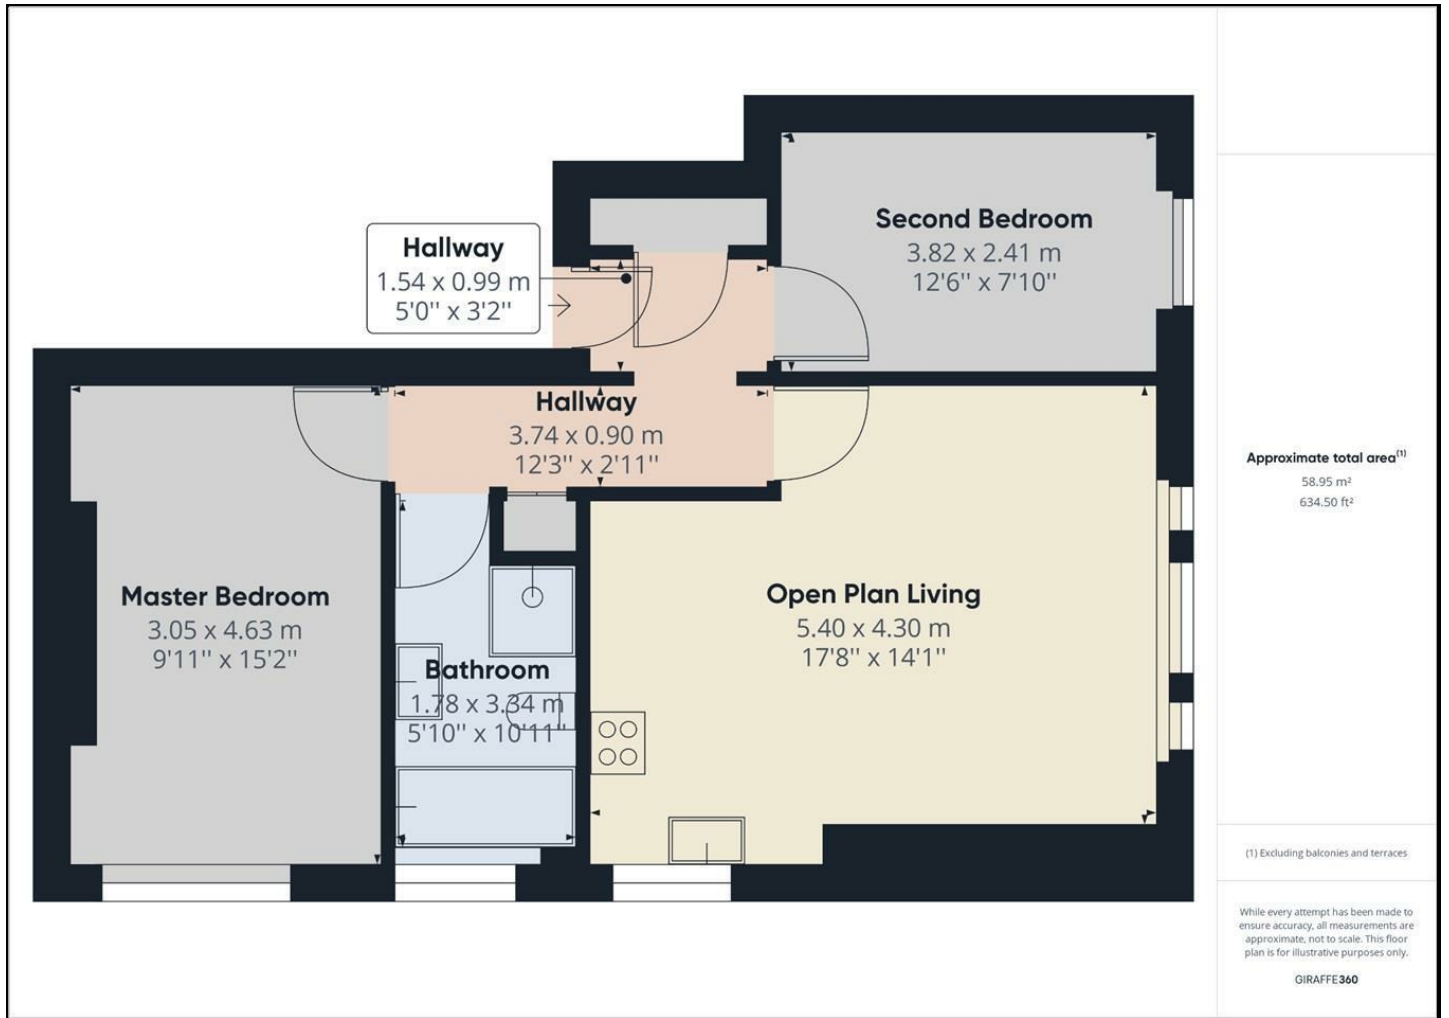 Hallway
1.54 x 0.99 m
5'0'' x 3'2''
Second Bedroom
3.82 x 2.41 m
12'6'' x 7'10''
Hallway
3.74 x 0.90 m
12'3'' x 2'11''
Master Bedroom
3.05 x 4.63 m
9'11'' x 15'2''
Bathroom
1.78 x 3.34 m
5'10'' x 10'11''
Open Plan Living
5.40 x 4.30 m
17'8'' x 14'1''
Approximate total area⁽¹⁾
58.95 m²
634.50 ft²
(1) Excluding balconies and terraces
While every attempt has been made to
ensure accuracy, all measurements are
approximate, not to scale. This floor
plan is for illustrative purposes only.
GIRAFFE360